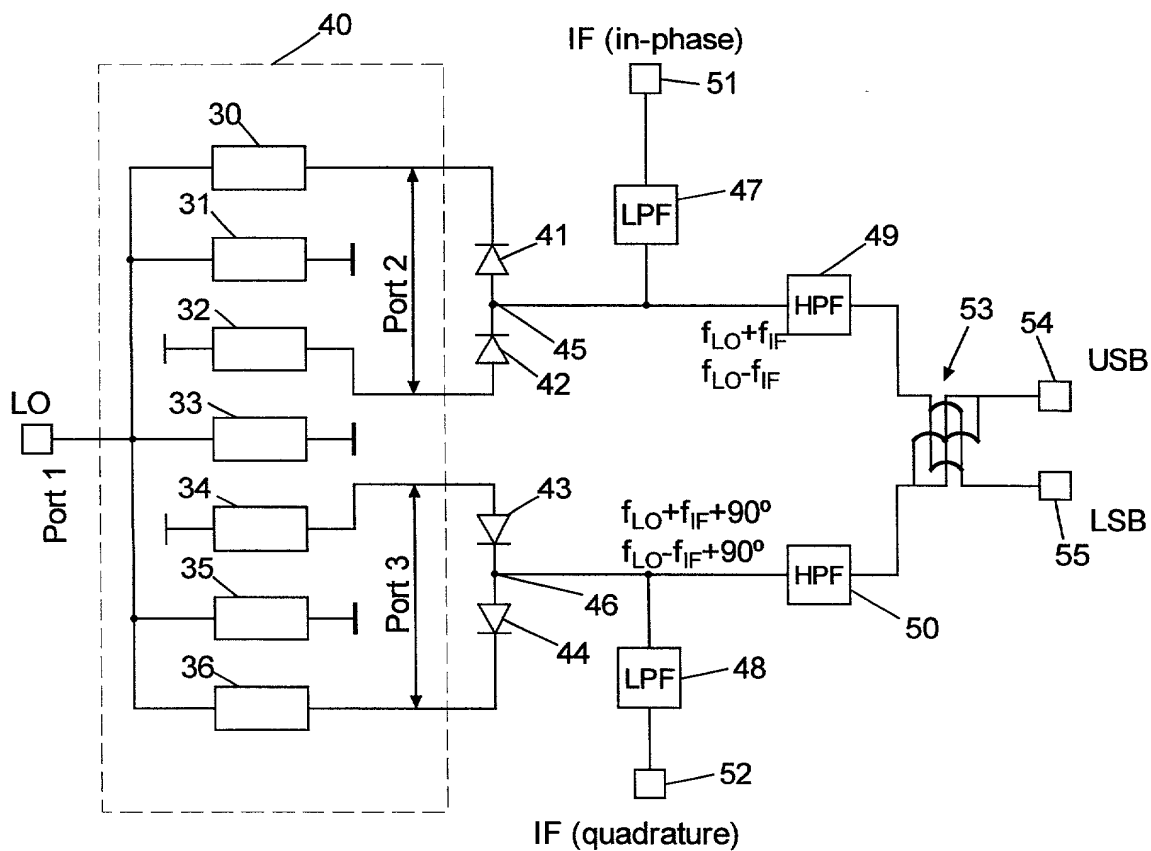 40
IF (in-phase)
51
30
31
32
33
34
35
36
Port 2
Port 3
LO
Port 1
41
42
45
LPF
47
49
HPF
fLO+fIF
fLO-fIF
53
54
USB
LSB
55
43
44
46
fLO+fIF+90º
fLO-fIF+90º
HPF
50
LPF
48
52
IF (quadrature)